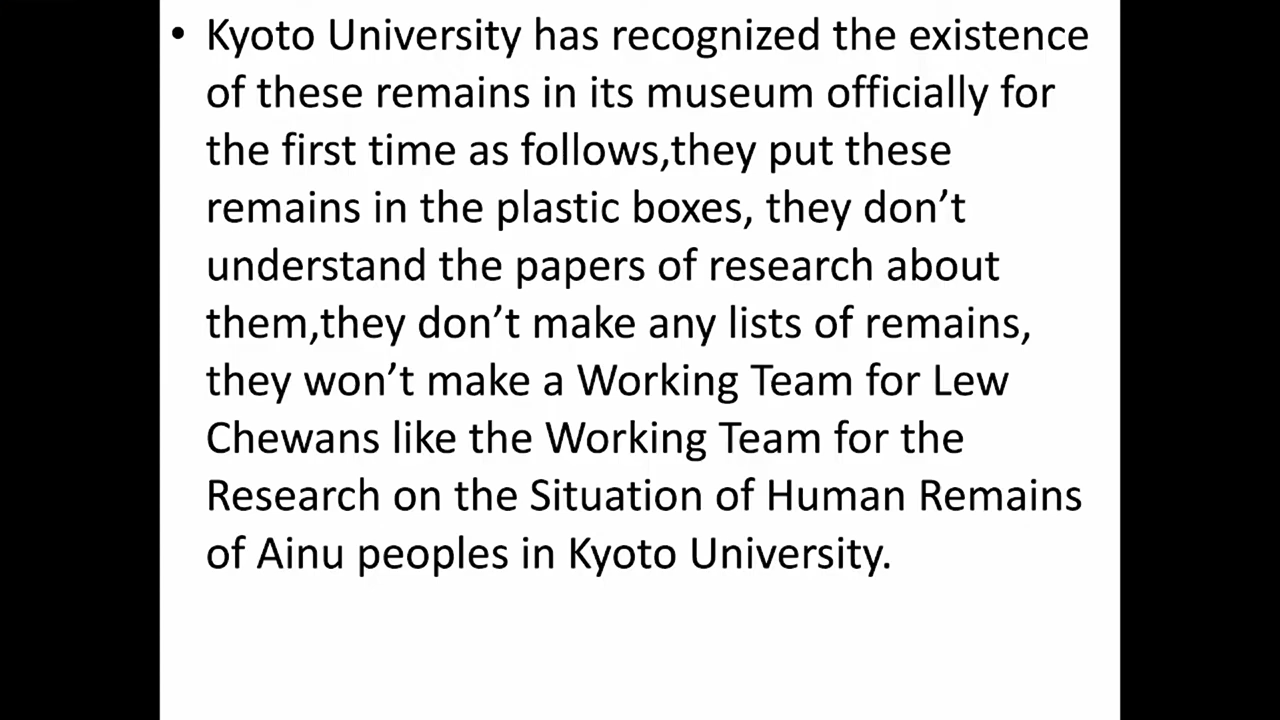 • Kyoto University has recognized the existence
of these remains in its museum officially for
the first time as follows,they put these
remains in the plastic boxes, they don’t
understand the papers of research about
them,they don’t make any lists of remains,
they won’t make a Working Team for Lew
Chewans like the Working Team for the
Research on the Situation of Human Remains
of Ainu peoples in Kyoto University.